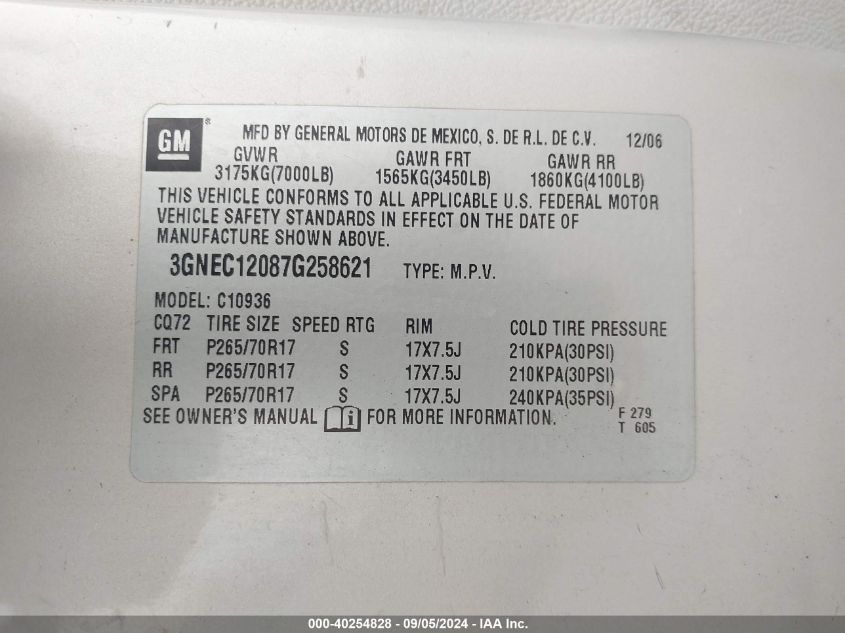 GM ® MFD BY GENERAL MOTORS DE MEXICO, S. DE R.L. DE C.V. 12/06
GVWR GAWR FRT GAWR RR
3175KG(7000LB) 1565KG(3450LB) 1860KG(4100LB)
THIS VEHICLE CONFORMS TO ALL APPLICABLE U.S. FEDERAL MOTOR
VEHICLE SAFETY STANDARDS IN EFFECT ON THE DATE OF
MANUFACTURE SHOWN ABOVE.
3GNEC12087G258621 TYPE: M.P.V.
MODEL: C10936
CQ72 TIRE SIZE SPEED RTG RIM COLD TIRE PRESSURE
FRT P265/70R17 S 17X7.5J 210KPA(30PSI)
RR P265/70R17 S 17X7.5J 210KPA(30PSI)
SPA P265/70R17 S 17X7.5J 240KPA(35PSI)
SEE OWNER'S MANUAL i FOR MORE INFORMATION. F 279
T 605
000-40254828 - 09/05/2024 - IAA Inc.